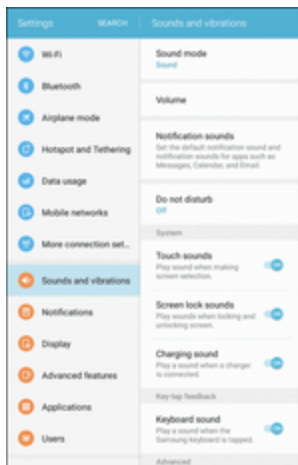 Settings
SEARCH
Sounds and vibrations
Wi-Fi
Bluetooth
Airplane mode
Hotspot and Tethering
Data usage
Mobile networks
More connection set..
Sounds and vibrations
Notifications
Display
Advanced features
Applications
Users
Sound mode
Sound
Volume
Notification sounds
Set the default notification sound and
notification sounds for apps such as
Messages, Calendar, and Email.
Do not disturb
Off
System
Touch sounds
Play sound when making
screen selection.
ON
Screen lock sounds
Play sounds when locking and
unlocking screen.
ON
Charging sound
Play a sound when a charger
is connected.
ON
Key-tap feedback
Keyboard sound
Play a sound when the
Samsung keyboard is tapped.
ON
Advanced